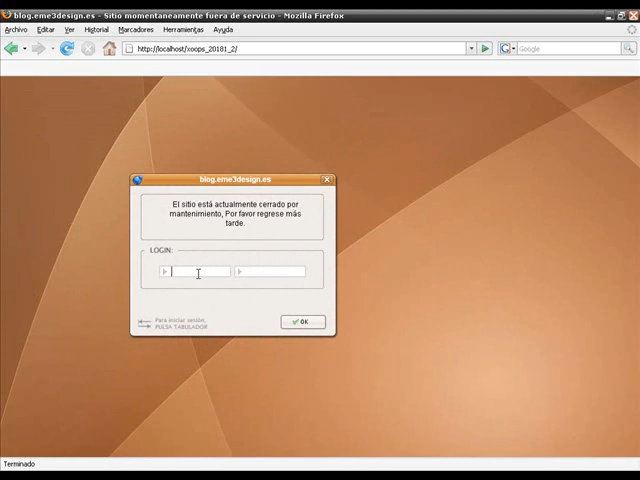 blog.eme3design.es - Sitio momentaneamente fuera de servicio - Mozilla Firefox
Archivo Editar Ver Historial Marcadores Herramientas Ayuda
http://localhost/xoops_20181_2/
Google
blog.eme3design.es
El sitio está actualmente cerrado por
mantenimiento, Por favor regrese más
tarde.
LOGIN:
Para iniciar sesión,
PULSA TABULADOR
OK
Terminado